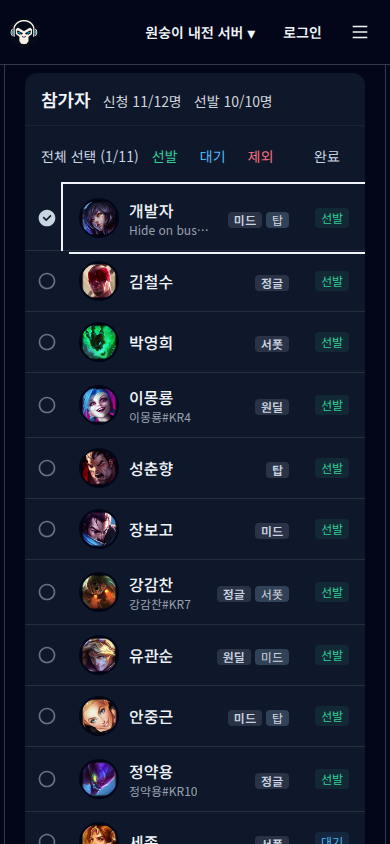 원숭이 내전 서버 ▾ 로그인
참가자 신청 11/12명 선발 10/10명
전체 선택 (1/11) 선발 대기 제외 완료
개발자 미드 탑 선발
Hide on bus…
김철수 정글 선발
박영희 서폿 선발
이몽룡 원딜 선발
이몽룡#KR4
성춘향 탑 선발
장보고 미드 선발
강감찬 정글 서폿 선발
강감찬#KR7
유관순 원딜 미드 선발
안중근 미드 탑 선발
정약용 정글 선발
정약용#KR10
세종 서폿 대기